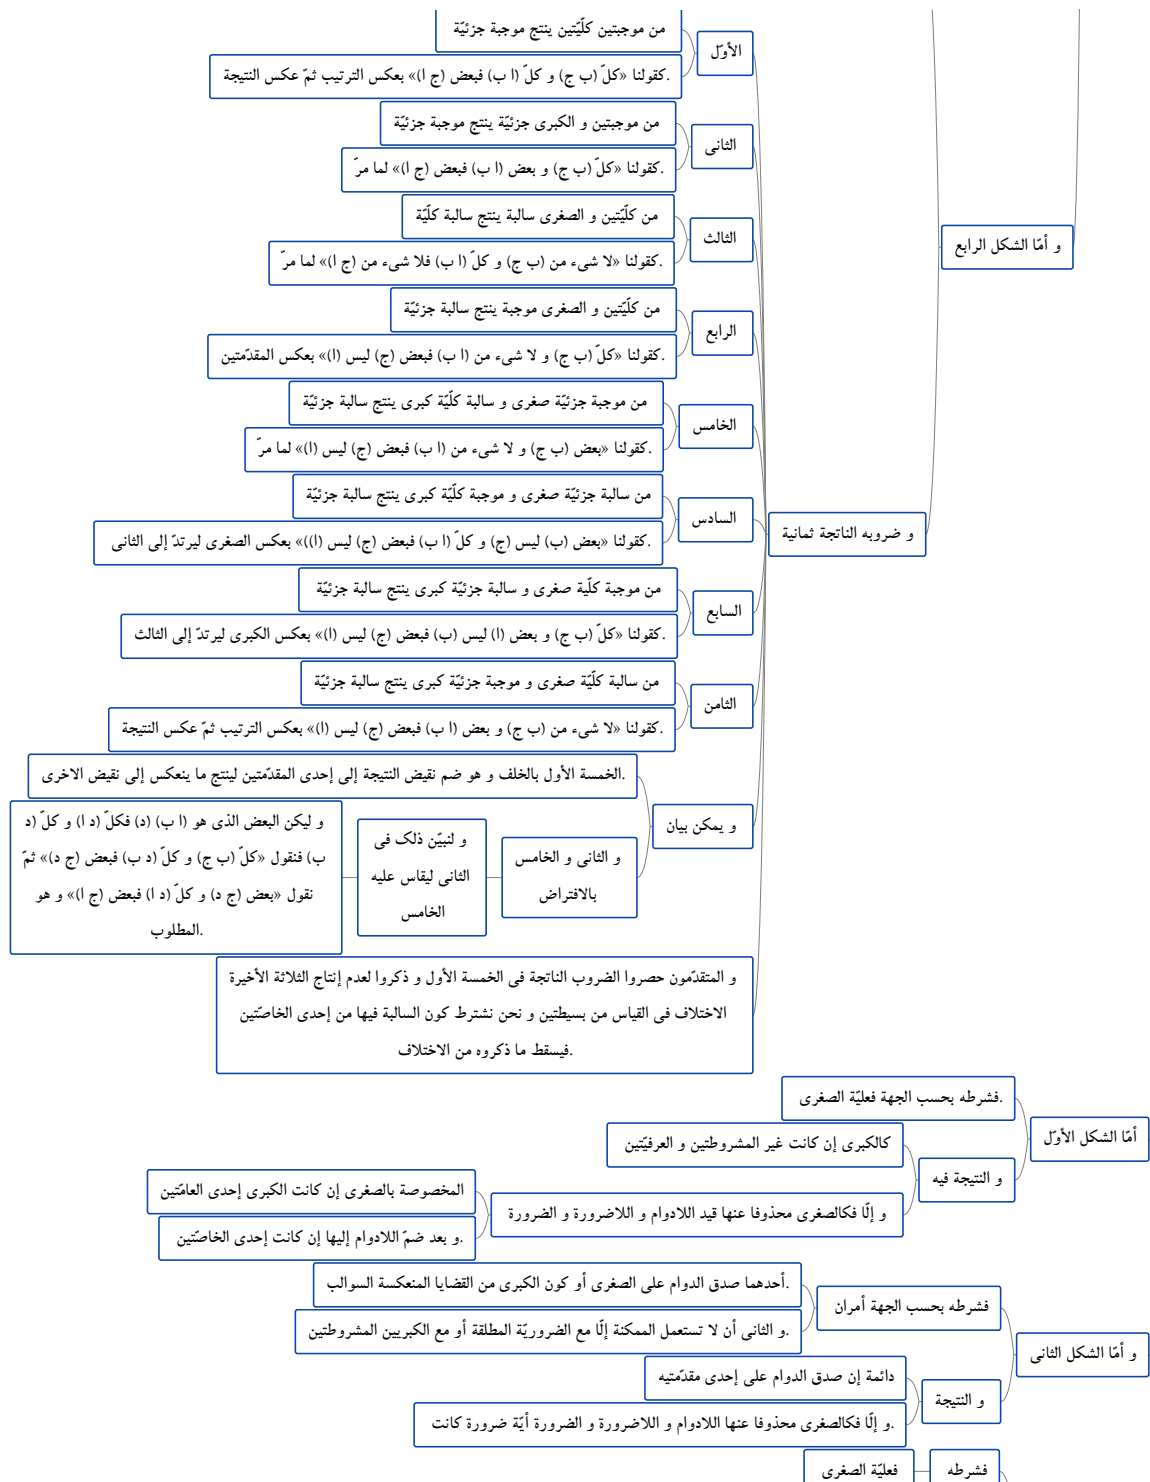 و أمّا الشكل الرابع
و ضروبه الناتجة ثمانية
الأوّل
من موجبتين كلّيّتين ينتج موجبة جزئيّة
كقولنا «كلّ (ب ج) و كلّ (ا ب) فبعض (ج ا)» بعكس الترتيب ثمّ عكس النتيجة.
الثانى
من موجبتين و الكبرى جزئيّة ينتج موجبة جزئيّة
كقولنا «كلّ (ب ج) و بعض (ا ب) فبعض (ج ا)» لما مرّ.
الثالث
من كلّيّتين و الصغرى سالبة ينتج سالبة كلّيّة
كقولنا «لا شىء من (ب ج) و كلّ (ا ب) فلا شىء من (ج ا)» لما مرّ.
الرابع
من كلّيّتين و الصغرى موجبة ينتج سالبة جزئيّة
كقولنا «كلّ (ب ج) و لا شىء من (ا ب) فبعض (ج) ليس (ا)» بعكس المقدّمتين.
الخامس
من موجبة جزئيّة صغرى و سالبة كلّيّة كبرى ينتج سالبة جزئيّة
كقولنا «بعض (ب ج) و لا شىء من (ا ب) فبعض (ج) ليس (ا)» لما مرّ.
السادس
من سالبة جزئيّة صغرى و موجبة كلّيّة كبرى ينتج سالبة جزئيّة
كقولنا «بعض (ب) ليس (ج) و كلّ (ا ب) فبعض (ج) ليس (ا))» بعكس الصغرى ليرتدّ إلى الثانى.
السابع
من موجبة كلّية صغرى و سالبة جزئيّة كبرى ينتج سالبة جزئيّة
كقولنا «كلّ (ب ج) و بعض (ا) ليس (ب) فبعض (ج) ليس (ا)» بعكس الكبرى ليرتدّ إلى الثالث.
الثامن
من سالبة كلّيّة صغرى و موجبة جزئيّة كبرى ينتج سالبة جزئيّة
كقولنا «لا شىء من (ب ج) و بعض (ا ب) فبعض (ج) ليس (ا)» بعكس الترتيب ثمّ عكس النتيجة.
و يمكن بيان
الخمسة الأول بالخلف و هو ضم نقيض النتيجة إلى إحدى المقدّمتين لينتج ما ينعكس إلى نقيض الاخرى.
و الثانى و الخامس
بالافتراض
و لنبيّن ذلک فى
الثانى ليقاس عليه
الخامس
و ليكن البعض الذى هو (ا ب) (د) فكلّ (د ا) و كلّ (د
ب) فنقول «كلّ (ب ج) و كلّ (د ب) فبعض (ج د)» ثمّ
نقول «بعض (ج د) و كلّ (د ا) فبعض (ج ا)» و هو
المطلوب.
و المتقدّمون حصروا الضروب الناتجة فى الخمسة الأول و ذكروا لعدم إنتاج الثلاثة الأخيرة
الاختلاف فى القياس من بسيطتين و نحن نشترط كون السالبة فيها من إحدى الخاصّتين
فيسقط ما ذكروه من الاختلاف.
أمّا الشكل الأوّل
فشرطه بحسب الجهة فعليّة الصغرى.
و النتيجة فيه
كالكبرى إن كانت غير المشروطتين و العرفيّتين
و إلّا فكالصغرى محذوفا عنها قيد اللادوام و اللاضرورة و الضرورة
المخصوصة بالصغرى إن كانت الكبرى إحدى العامّتين
و بعد ضمّ اللادوام إليها إن كانت إحدى الخاصّتين.
و أمّا الشكل الثانى
فشرطه بحسب الجهة أمران
أحدهما صدق الدوام على الصغرى أو كون الكبرى من القضايا المنعكسة السوالب.
و الثانى أن لا تستعمل الممكنة إلّا مع الضروريّة المطلقة أو مع الكبريين المشروطتين.
و النتيجة
دائمة إن صدق الدوام على إحدى مقدّمتيه
و إلّا فكالصغرى محذوفا عنها اللادوام و اللاضرورة و الضرورة أيّة ضرورة كانت.
فشرطه
فعليّة الصغرى